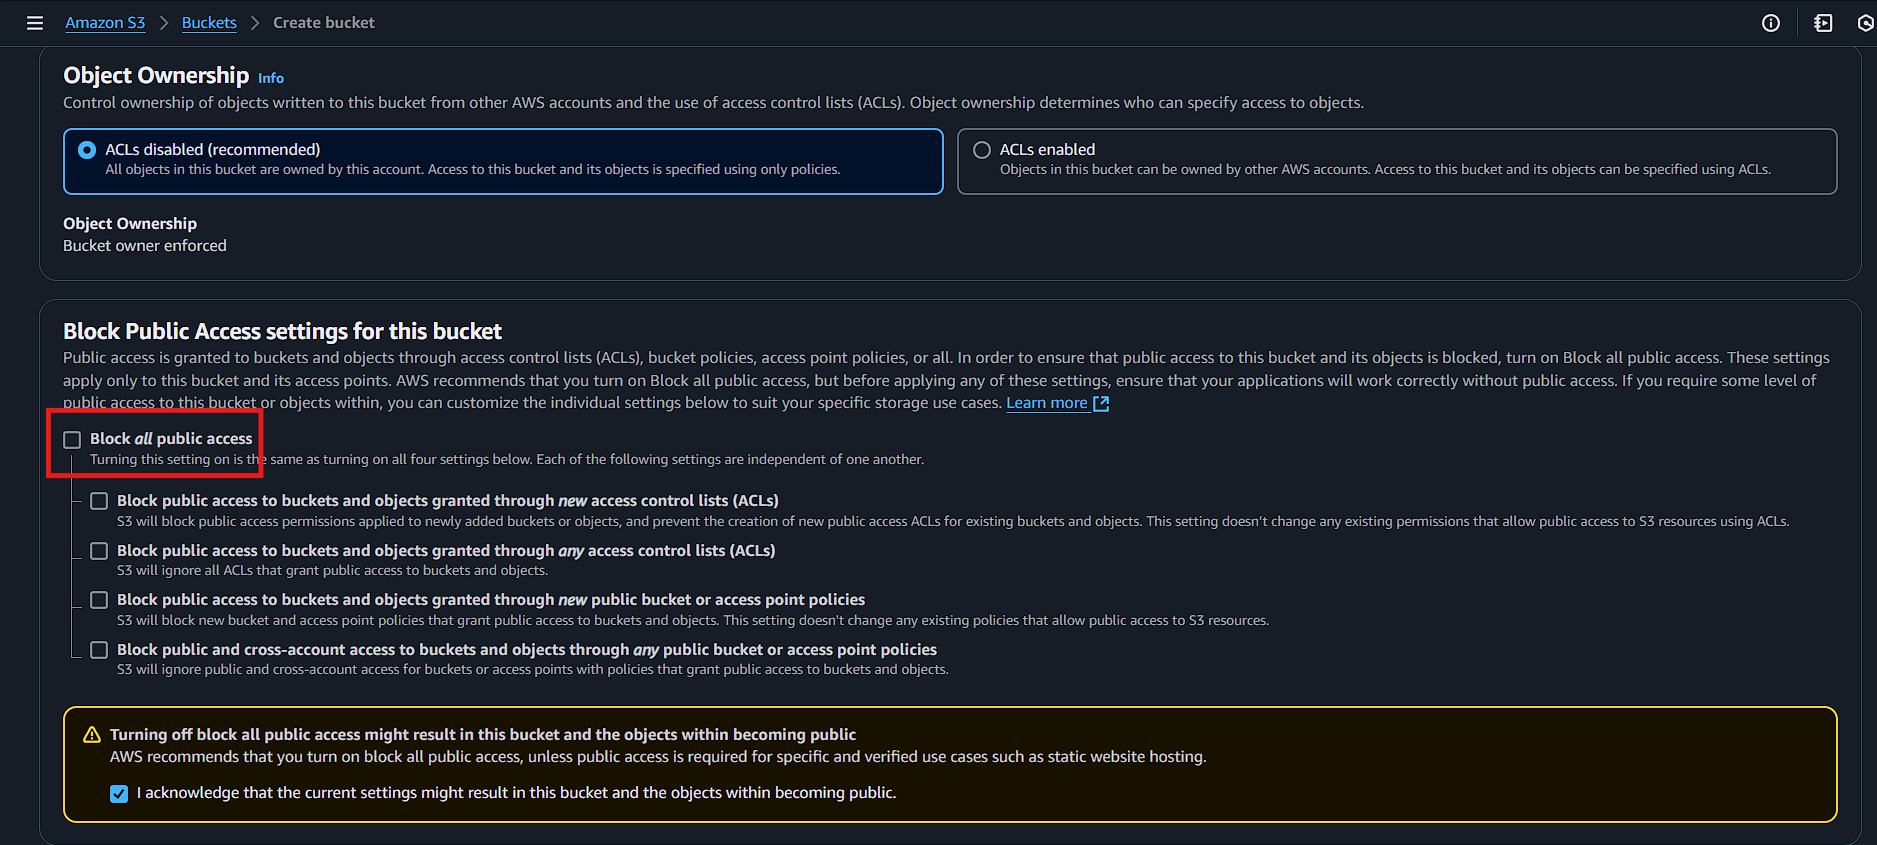 Amazon S3 > Buckets > Create bucket
Object Ownership Info
Control ownership of objects written to this bucket from other AWS accounts and the use of access control lists (ACLs). Object ownership determines who can specify access to objects.
ACLs disabled (recommended)
All objects in this bucket are owned by this account. Access to this bucket and its objects is specified using only policies.
ACLs enabled
Objects in this bucket can be owned by other AWS accounts. Access to this bucket and its objects can be specified using ACLs.
Object Ownership
Bucket owner enforced
Block Public Access settings for this bucket
Public access is granted to buckets and objects through access control lists (ACLs), bucket policies, access point policies, or all. In order to ensure that public access to this bucket and its objects is blocked, turn on Block all public access. These settings
apply only to this bucket and its access points. AWS recommends that you turn on Block all public access, but before applying any of these settings, ensure that your applications will work correctly without public access. If you require some level of
public access to this bucket or objects within, you can customize the individual settings below to suit your specific storage use cases. Learn more
Block all public access
Turning this setting on is the same as turning on all four settings below. Each of the following settings are independent of one another.
Block public access to buckets and objects granted through new access control lists (ACLs)
S3 will block public access permissions applied to newly added buckets or objects, and prevent the creation of new public access ACLs for existing buckets and objects. This setting doesn't change any existing permissions that allow public access to S3 resources using ACLs.
Block public access to buckets and objects granted through any access control lists (ACLs)
S3 will ignore all ACLs that grant public access to buckets and objects.
Block public access to buckets and objects granted through new public bucket or access point policies
S3 will block new bucket and access point policies that grant public access to buckets and objects. This setting doesn't change any existing policies that allow public access to S3 resources.
Block public and cross-account access to buckets and objects through any public bucket or access point policies
S3 will ignore public and cross-account access for buckets or access points with policies that grant public access to buckets and objects.
Turning off block all public access might result in this bucket and the objects within becoming public
AWS recommends that you turn on block all public access, unless public access is required for specific and verified use cases such as static website hosting.
I acknowledge that the current settings might result in this bucket and the objects within becoming public.